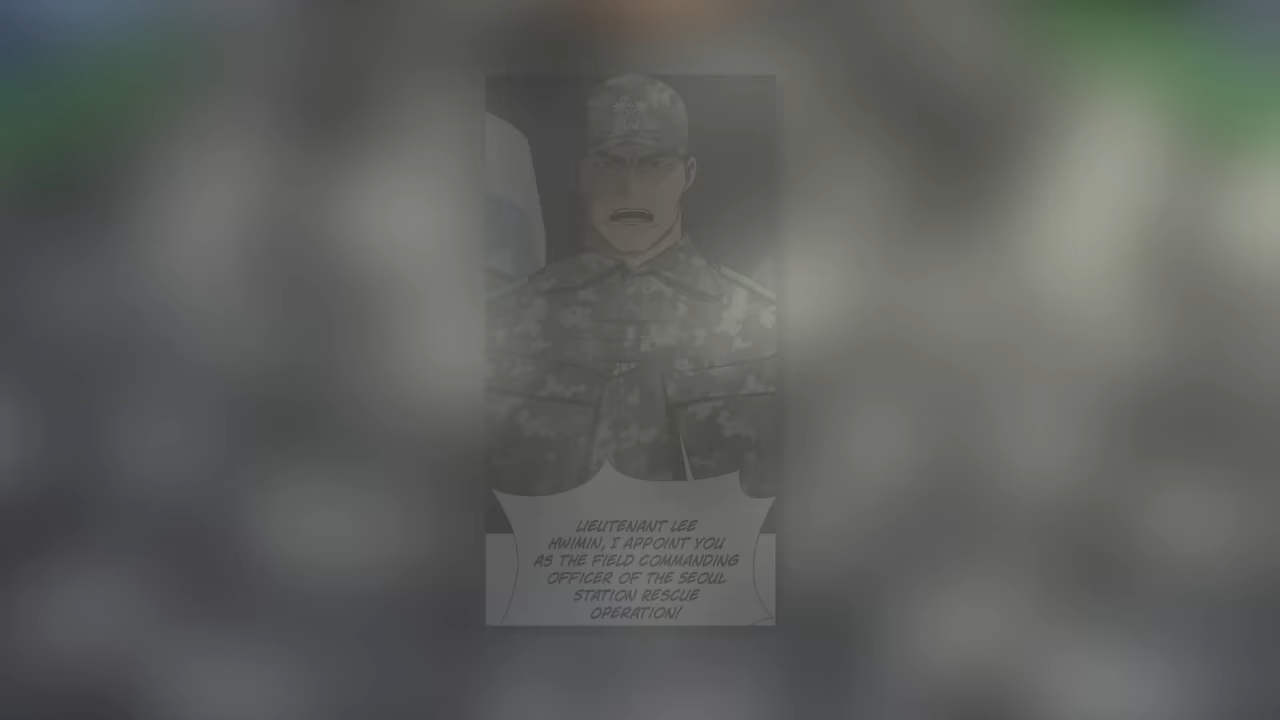 LIEUTENANT LEE
HWIMIN, I APPOINT YOU
AS THE FIELD COMMANDING
OFFICER OF THE SEOUL
STATION RESCUE
OPERATION!